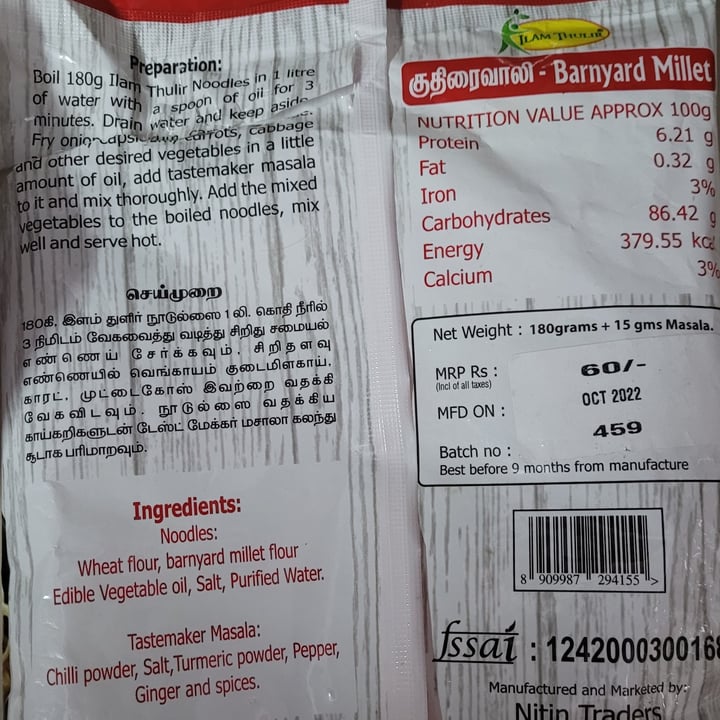 Preparation:
Boil 180g Ilam Thulir Noodles in 1 litre
of water with a spoon of oil for 3
minutes. Drain water and keep aside.
Fry carrots, cabbage
and other desired vegetables in a little
amount of oil, add tastemaker masala
to it and mix thoroughly. Add the mixed
vegetables to the boiled noodles, mix
well and serve hot.
செய்முறை
180கி. இளம் துளிர் நூடுல்ஸை 1 லி. கொதி நீரில்
3 நிமிடம் வேகவைத்து வடித்து சிறிது சமையல்
எண்ணெய் சேர்க்கவும். சிறிதளவு
எண்ணெயில் வெங்காயம் குடைமிளகாய்,
காரட், முட்டைகோஸ் இவற்றை வதக்கி
வேகவிடவும். நூடுல்ஸை வதக்கிய
காய்கறிகளுடன் டேஸ்ட் மேக்கர் மசாலா கலந்து
சூடாக பரிமாறவும்.
Ingredients:
Noodles:
Wheat flour, barnyard millet flour
Edible Vegetable oil, Salt, Purified Water.
Tastemaker Masala:
Chilli powder, Salt,Turmeric powder, Pepper,
Ginger and spices.
ILAM THULIR
குதிரைவாலி - Barnyard Millet
NUTRITION VALUE APPROX 100g
Protein 6.21 g
Fat 0.32 g
Iron 3%
Carbohydrates 86.42 g
Energy 379.55 kc
Calcium 3%
Net Weight : 180grams + 15 gms Masala.
MRP Rs : 60/-
(Incl of all taxes)
MFD ON : OCT 2022
Batch no : 459
Best before 9 months from manufacture
8 909987 294155 >
fssai : 1242000300168
Manufactured and Marketed by:-
Nitin Traders